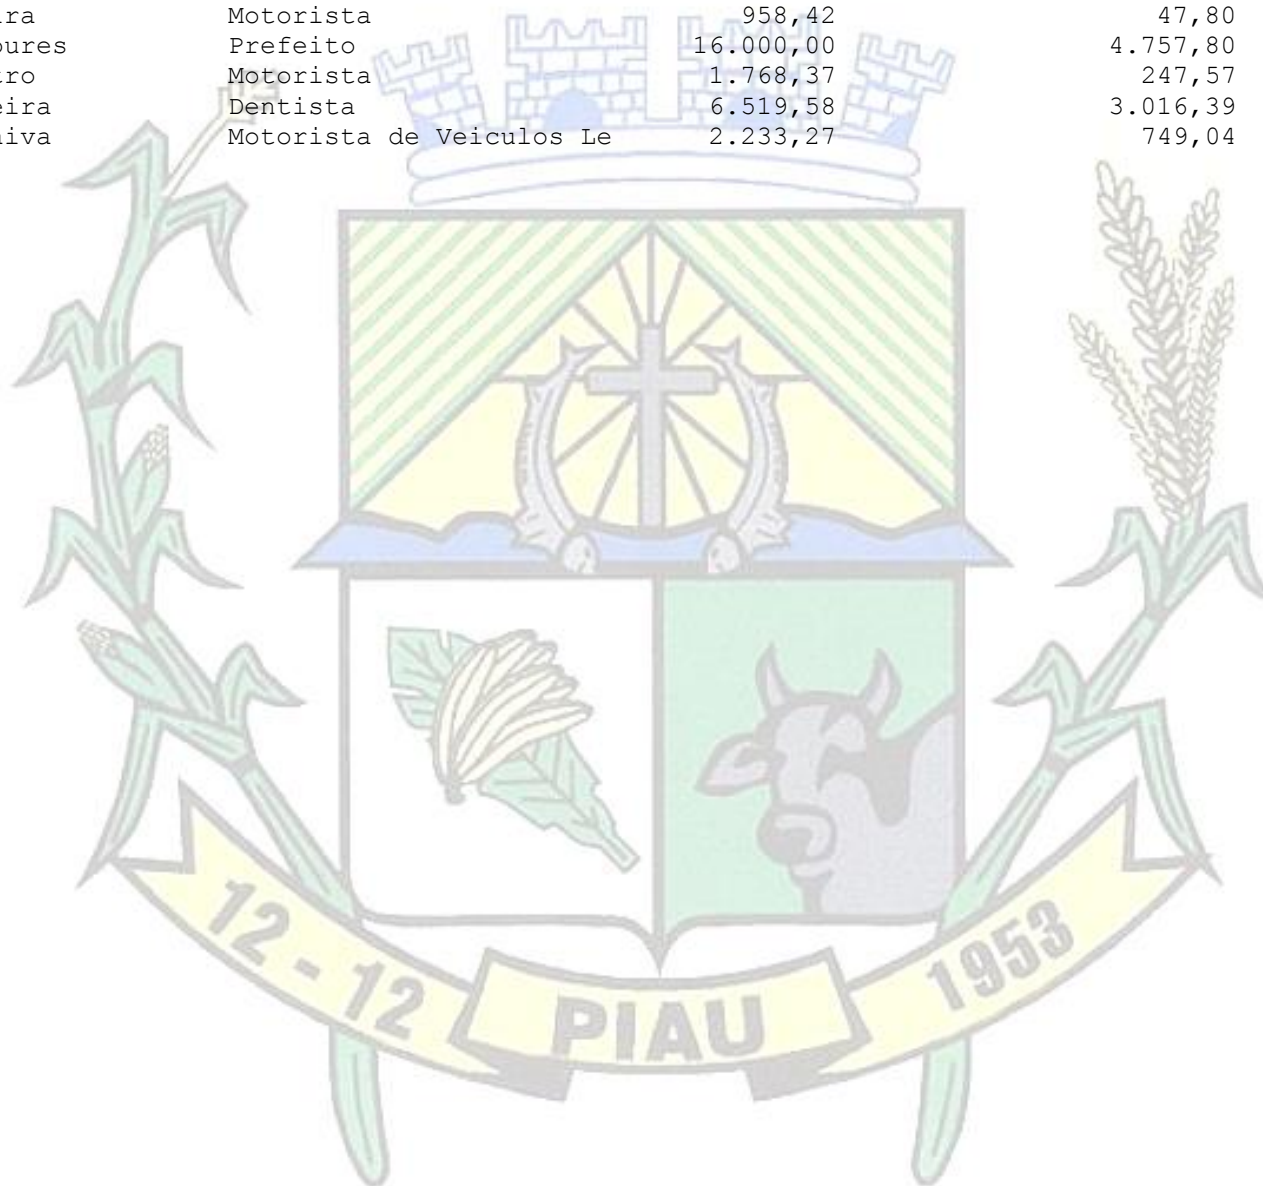 ira Motorista 958,42 47,80
oures Prefeito 16.000,00 4.757,80
tro Motorista 1.768,37 247,57
eira Dentista 6.519,58 3.016,39
aiva Motorista de Veiculos Le 2.233,27 749,04
12 - 12 PIAU 1953